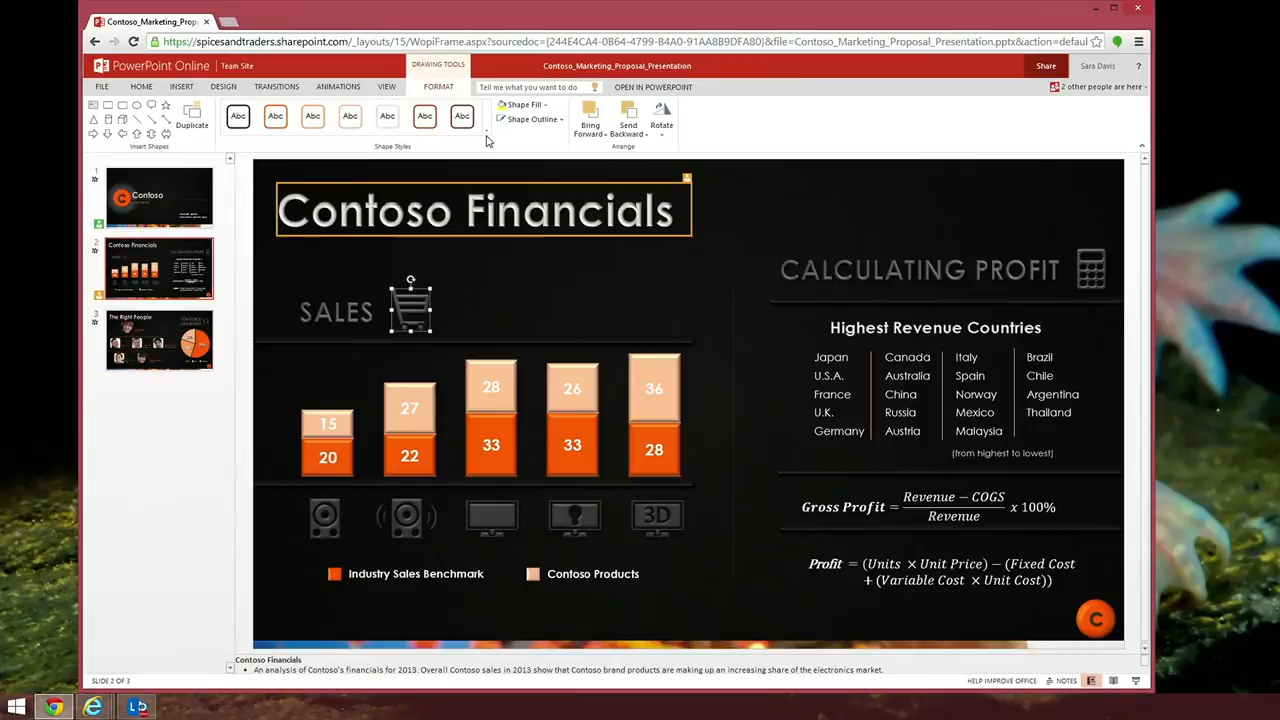 Contoso_Marketing_Prop
https://spicesandtraders.sharepoint.com/_layouts/15/WopiFrame.aspx?sourcedoc={244E4CA4-0B64-4799-B4A0-91AA8B9DFA80}&file=Contoso_Marketing_Proposal_Presentation.pptx&action=defaul
PowerPoint Online
Team Site
DRAWING TOOLS
Contoso_Marketing_Proposal_Presentation
Share
Sara Davis
FILE HOME INSERT DESIGN TRANSITIONS ANIMATIONS VIEW FORMAT
Tell me what you want to do
OPEN IN POWERPOINT
2 other people are here
Duplicate
Insert Shapes
Abc Abc Abc Abc Abc Abc Abc
Shape Styles
Shape Fill
Shape Outline
Bring Forward
Send Backward
Rotate
Arrange
1
Contoso
2
Contoso Financials
3
The Right People
Contoso Financials
SALES
15 27 28 26 36
20 22 33 33 28
3D
Industry Sales Benchmark
Contoso Products
CALCULATING PROFIT
Highest Revenue Countries
Japan Canada Italy Brazil
U.S.A. Australia Spain Chile
France China Norway Argentina
U.K. Russia Mexico Thailand
Germany Austria Malaysia
(from highest to lowest)
Gross Profit = Revenue − COGS / Revenue x 100%
Profit = (Units × Unit Price) − (Fixed Cost
+ (Variable Cost × Unit Cost))
C
Contoso Financials
• An analysis of Contoso's financials for 2013. Overall Contoso sales in 2013 show that Contoso brand products are making up an increasing share of the electronics market.
SLIDE 2 OF 3
HELP IMPROVE OFFICE
NOTES